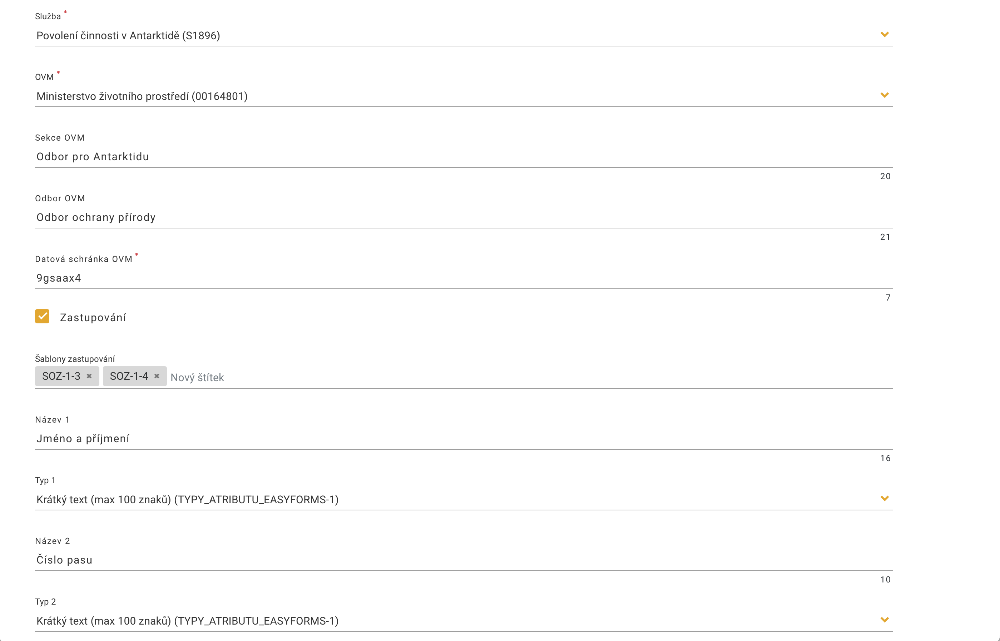 Služba *
Povolení činnosti v Antarktidě (S1896)
OVM *
Ministerstvo životního prostředí (00164801)
Sekce OVM
Odbor pro Antarktidu
20
Odbor OVM
Odbor ochrany přírody
21
Datová schránka OVM *
9gsaax4
7
Zastupování
Šablony zastupování
SOZ-1-3 × SOZ-1-4 × Nový štítek
Název 1
Jméno a příjmení
16
Typ 1
Krátký text (max 100 znaků) (TYPY_ATRIBUTU_EASYFORMS-1)
Název 2
Číslo pasu
10
Typ 2
Krátký text (max 100 znaků) (TYPY_ATRIBUTU_EASYFORMS-1)